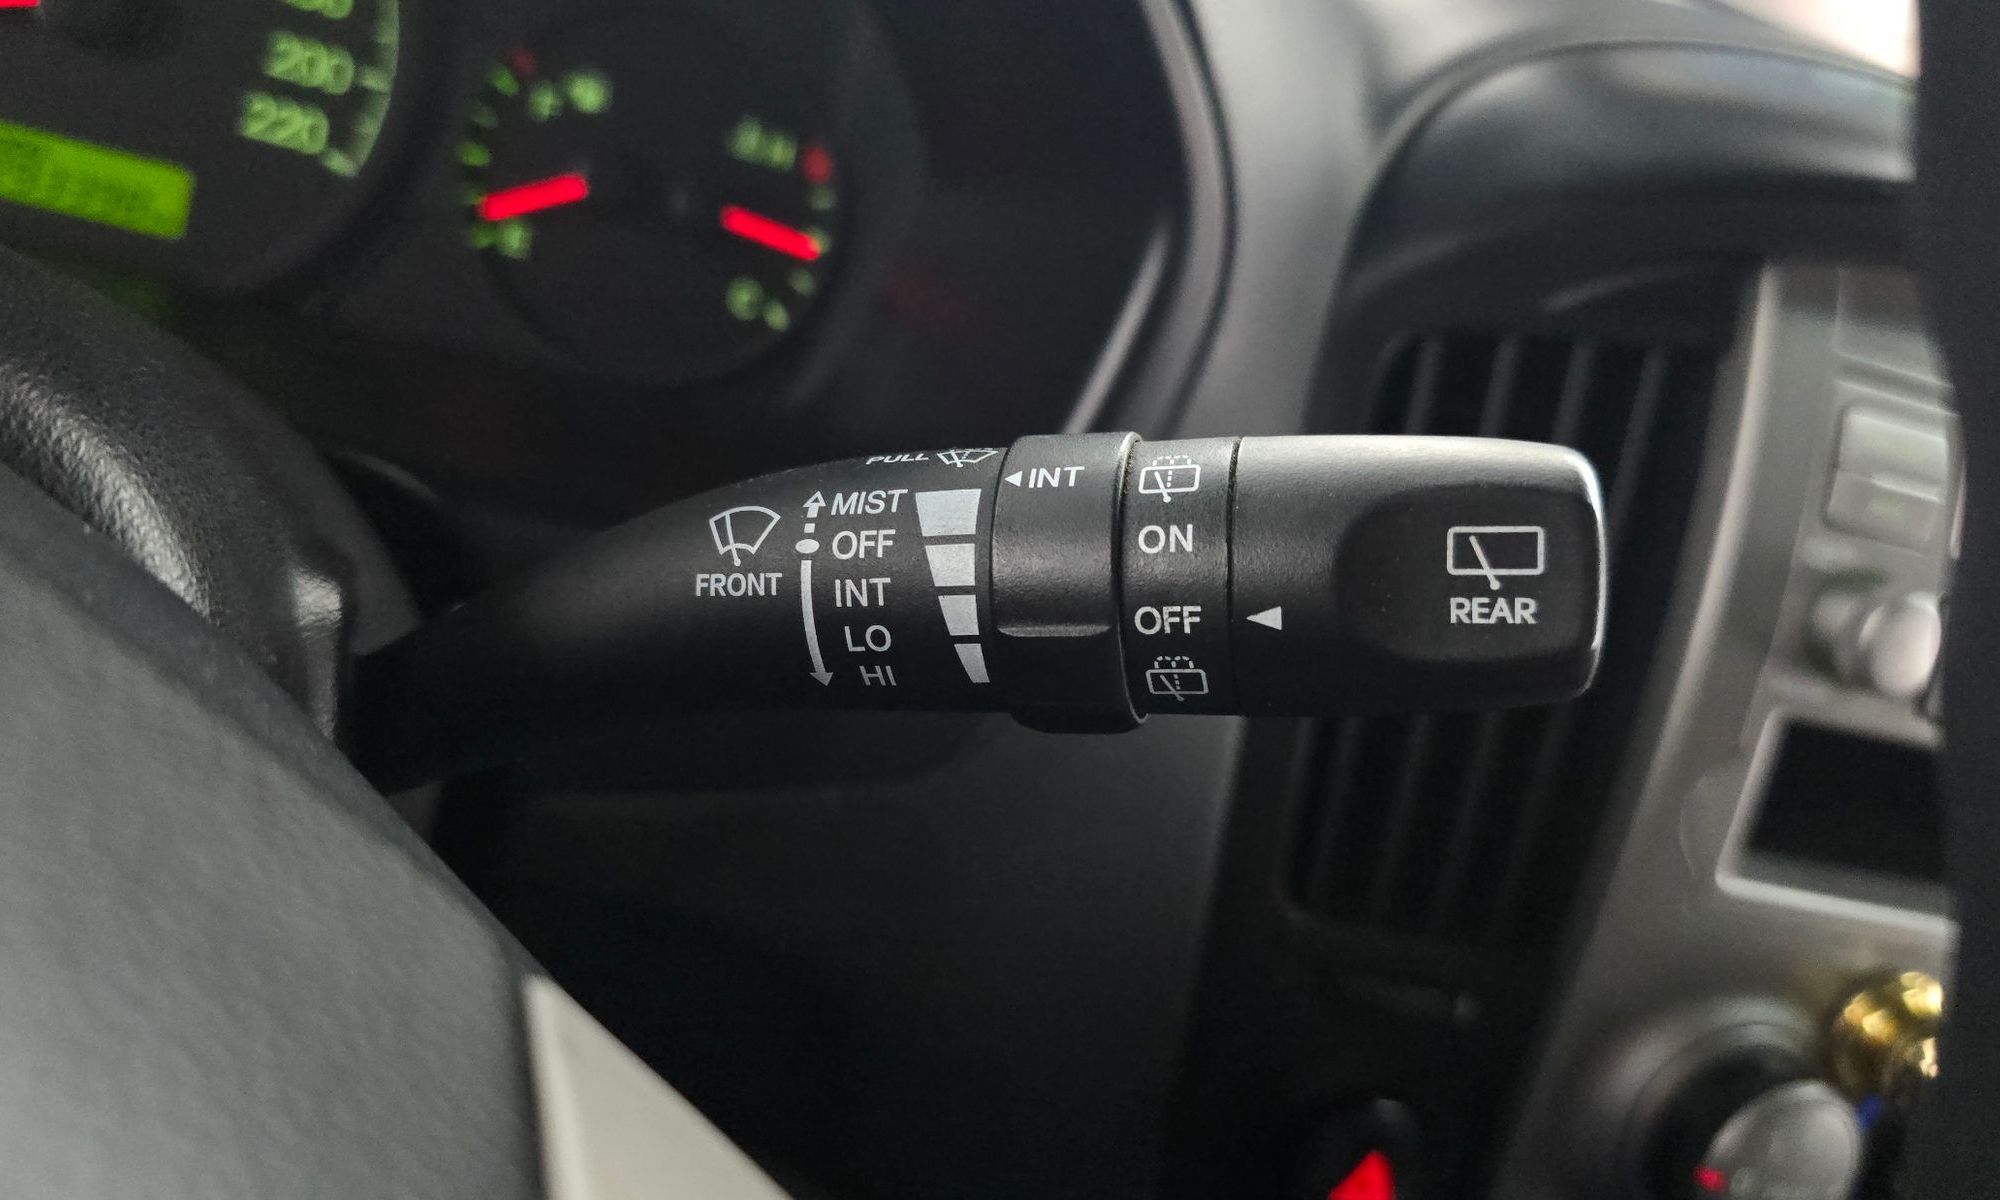 200
220
PULL
MIST
OFF
INT
LO
HI
FRONT
INT
ON
OFF
REAR